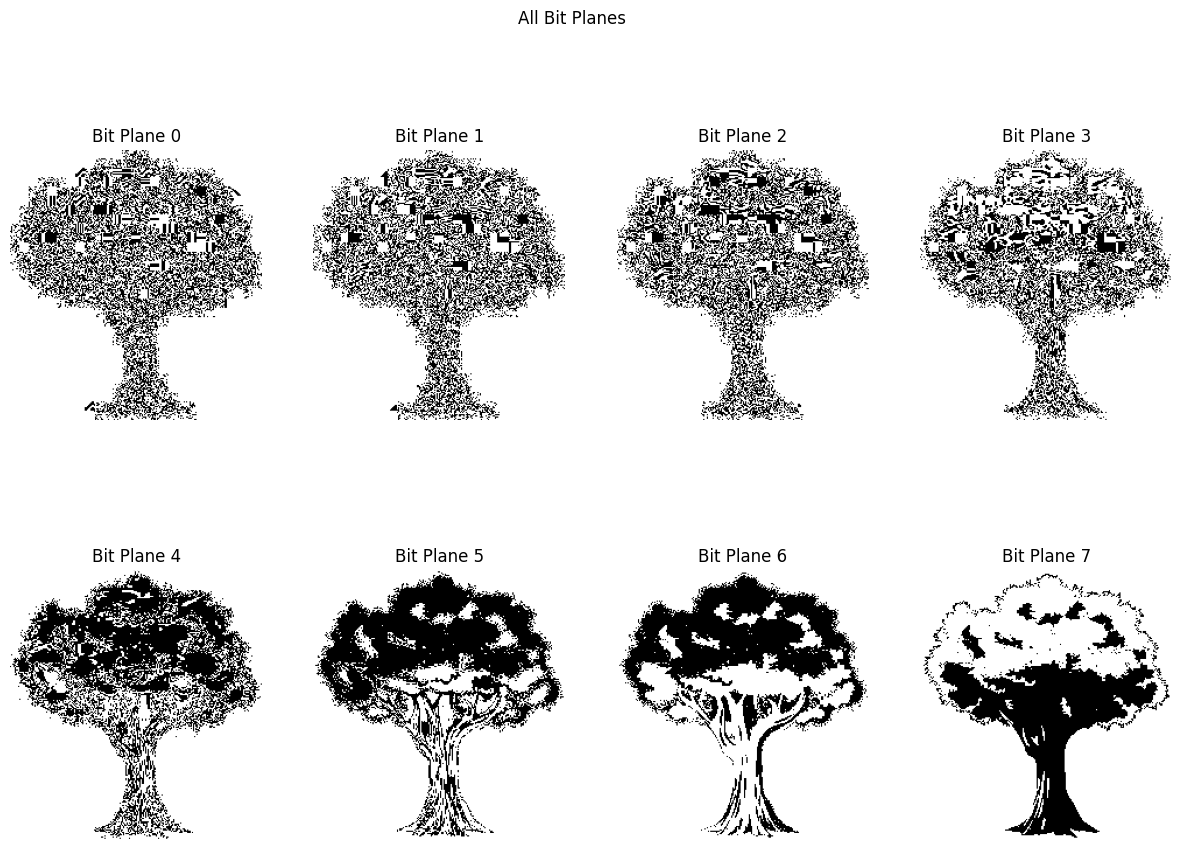 All Bit Planes
Bit Plane 0
Bit Plane 1
Bit Plane 2
Bit Plane 3
Bit Plane 4
Bit Plane 5
Bit Plane 6
Bit Plane 7